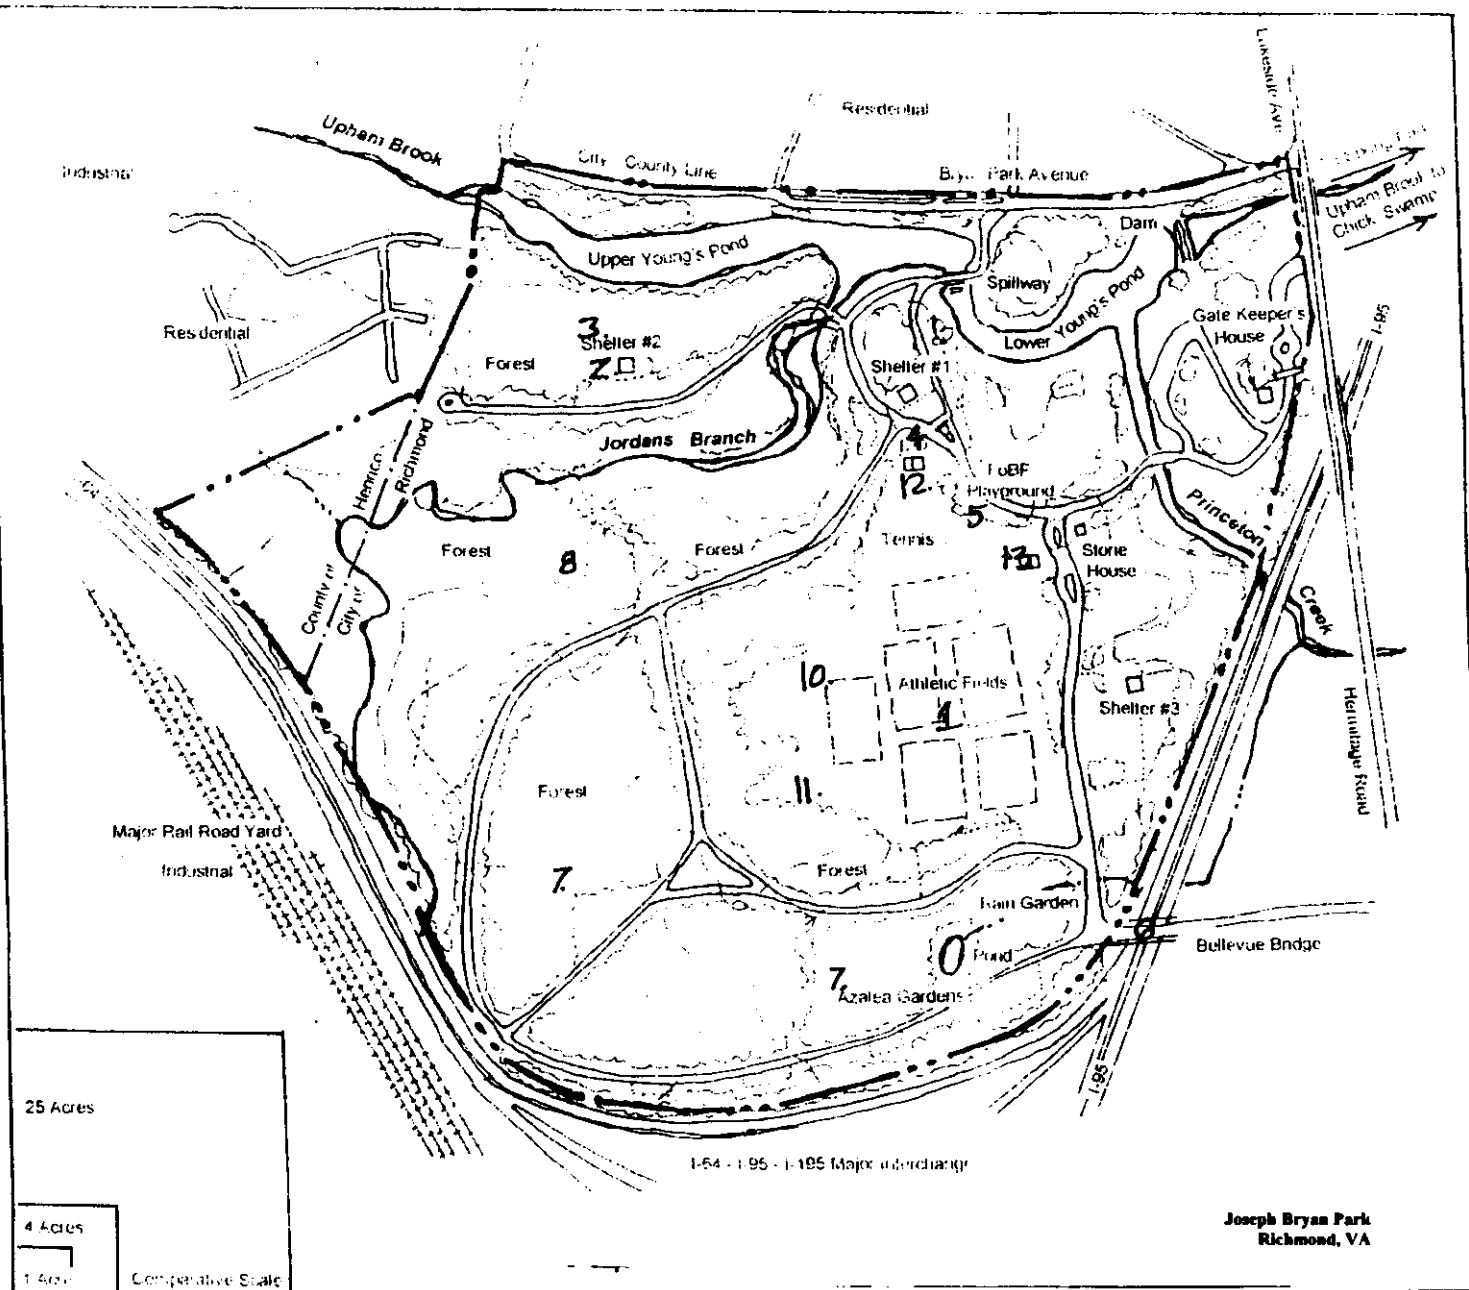 Lakeside Ave
Residential
Upham Brook
City County Line
Bryan Park Avenue
Industrial
Upham Brook to
Chick. Swamp
Dam
Upper Young's Pond
Spillway
Lower Young's Pond
Gate Keeper's
House
I-95
Residential
3.
Shelter #2
2
Forest
Shelter #1
Jordans Branch
4
12.
FoBP
Playground
5
Henrico
Richmond
County of
City of
64
Princeton
Creek
Forest
8
Forest
Tennis
13
Stone
House
10.
Athletic Fields
1
Shelter #3
Hermitage Road
Forest
11.
Major Rail Road Yard
Industrial
7.
Forest
Rain Garden
Pond
Bellevue Bridge
7.
Azalea Gardens
I-95
25 Acres
I-64 - I-95 - I-195 Major Interchange
4 Acres
1 Acre
Comparative Scale
Joseph Bryan Park
Richmond, VA